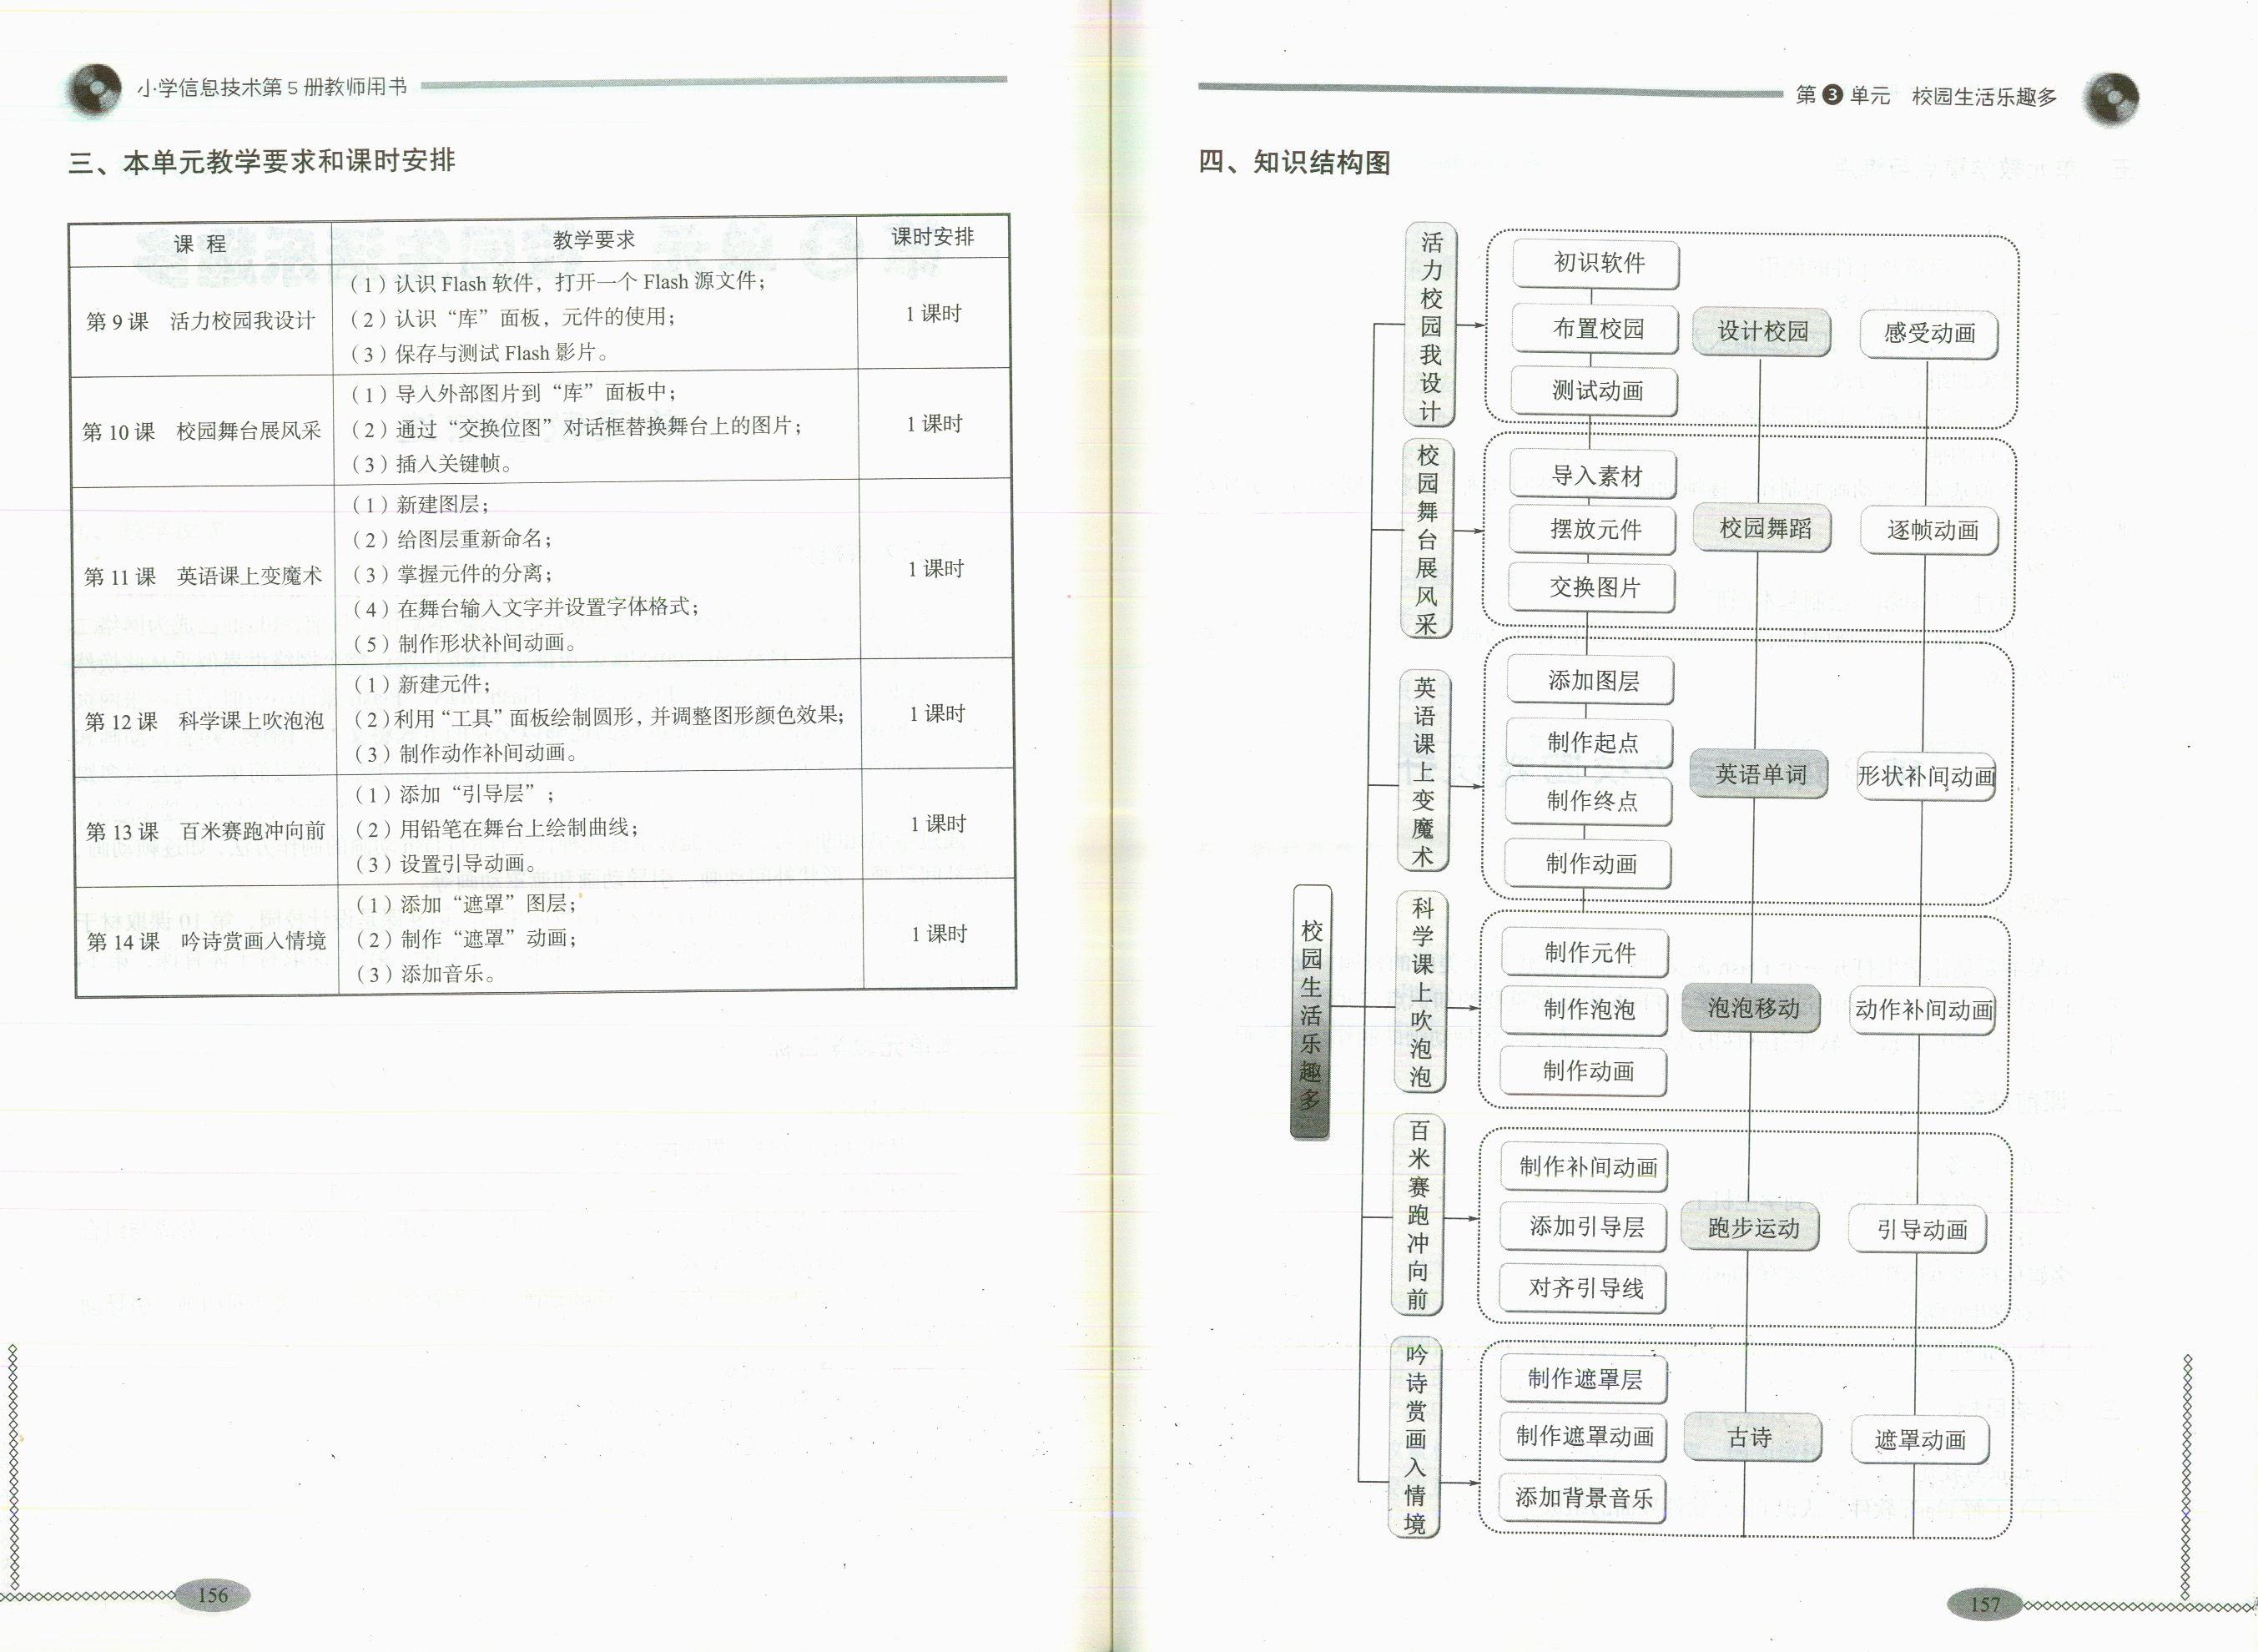 小学信息技术第5册教师用书
三、本单元教学要求和课时安排
课 程 教学要求 课时安排
第9课 活力校园我设计
(1)认识 Flash 软件，打开一个 Flash 源文件；
(2)认识“库”面板，元件的使用；
(3)保存与测试 Flash 影片。
1课时
第10课 校园舞台展风采
(1)导入外部图片到“库”面板中；
(2)通过“交换位图”对话框替换舞台上的图片；
(3)插入关键帧。
1课时
第11课 英语课上变魔术
(1)新建图层；
(2)给图层重新命名；
(3)掌握元件的分离；
(4)在舞台输入文字并设置字体格式；
(5)制作形状补间动画。
1课时
第12课 科学课上吹泡泡
(1)新建元件；
(2)利用“工具”面板绘制圆形，并调整图形颜色效果；
(3)制作动作补间动画。
1课时
第13课 百米赛跑冲向前
(1)添加“引导层”；
(2)用铅笔在舞台上绘制曲线；
(3)设置引导动画。
1课时
第14课 吟诗赏画入情境
(1)添加“遮罩”图层；
(2)制作“遮罩”动画；
(3)添加音乐。
1课时
156
第3单元 校园生活乐趣多
四、知识结构图
校园生活乐趣多
活力校园我设计
初识软件
布置校园
测试动画
设计校园
感受动画
校园舞台展风采
导入素材
摆放元件
交换图片
校园舞蹈
逐帧动画
英语课上变魔术
添加图层
制作起点
制作终点
制作动画
英语单词
形状补间动画
科学课上吹泡泡
制作元件
制作泡泡
制作动画
泡泡移动
动作补间动画
百米赛跑冲向前
制作补间动画
添加引导层
对齐引导线
跑步运动
引导动画
吟诗赏画入情境
制作遮罩层
制作遮罩动画
添加背景音乐
古诗
遮罩动画
157